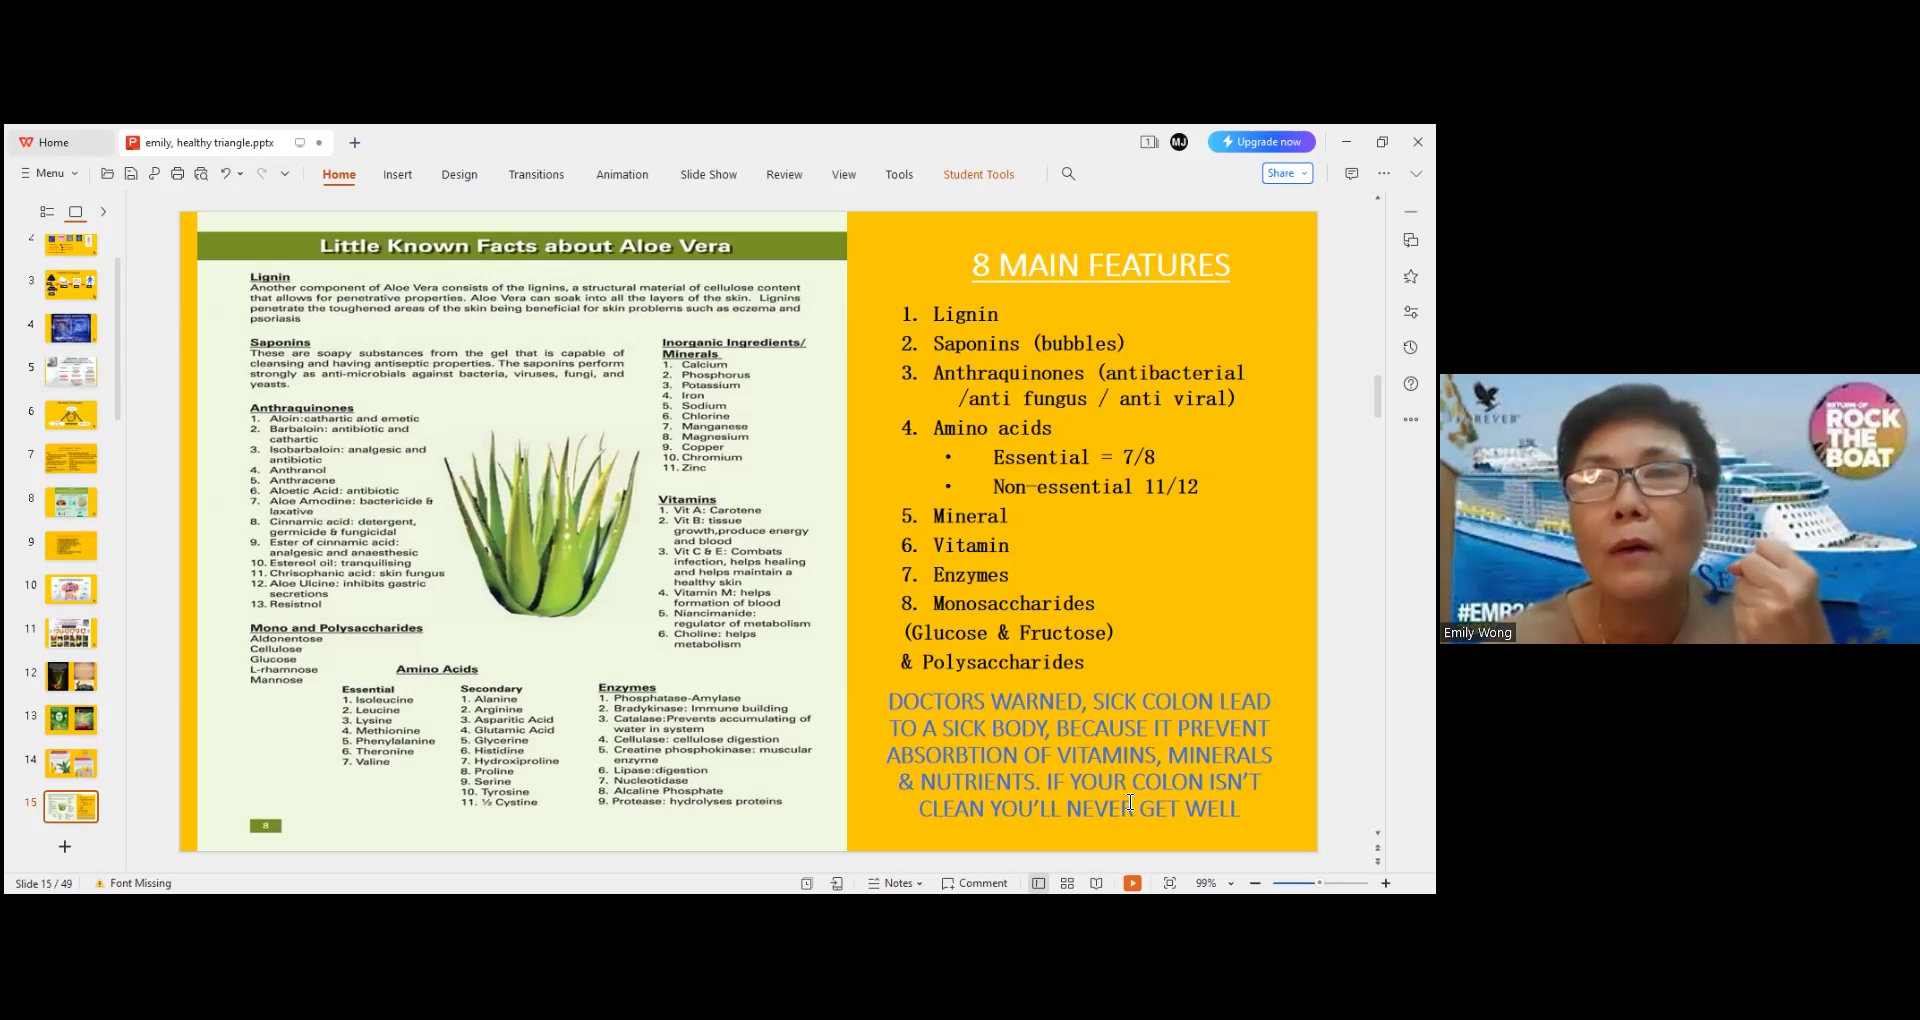 Home
emily, healthy triangle.pptx
MJ
Upgrade now
Menu
Home
Insert
Design
Transitions
Animation
Slide Show
Review
View
Tools
Student Tools
Share
2
3
4
5
6
7
8
9
10
11
12
13
14
15
Little Known Facts about Aloe Vera
Lignin
Another component of Aloe Vera consists of the lignins, a structural material of cellulose content
that allows for penetrative properties. Aloe Vera can soak into all the layers of the skin. Lignins
penetrate the toughened areas of the skin being beneficial for skin problems such as eczema and
psoriasis
Saponins
These are soapy substances from the gel that is capable of
cleansing and having antiseptic properties. The saponins perform
strongly as anti-microbials against bacteria, viruses, fungi, and
yeasts.
Anthraquinones
1. Aloin:cathartic and emetic
2. Barbaloin: antibiotic and
cathartic
3. Isobarbaloin: analgesic and
antibiotic
4. Anthranol
5. Anthracene
6. Aloetic Acid: antibiotic
7. Aloe Amodine: bactericide &
laxative
8. Cinnamic acid: detergent,
germicide & fungicidal
9. Ester of cinnamic acid:
analgesic and anaesthesic
10. Estereol oil: tranquilising
11. Chrisophanic acid: skin fungus
12. Aloe Ulcine: inhibits gastric
secretions
13. Resistnol
Mono and Polysaccharides
Aldonentose
Cellulose
Glucose
L-rhamnose
Mannose
Inorganic Ingredients/
Minerals
1. Calcium
2. Phosphorus
3. Potassium
4. Iron
5. Sodium
6. Chlorine
7. Manganese
8. Magnesium
9. Copper
10. Chromium
11. Zinc
Vitamins
1. Vit A: Carotene
2. Vit B: tissue
growth,produce energy
and blood
3. Vit C & E: Combats
infection, helps healing
and helps maintain a
healthy skin
4. Vitamin M: helps
formation of blood
5. Niancimanide:
regulator of metabolism
6. Choline: helps
metabolism
Amino Acids
Essential
1. Isoleucine
2. Leucine
3. Lysine
4. Methionine
5. Phenylalanine
6. Theronine
7. Valine
Secondary
1. Alanine
2. Arginine
3. Asparitic Acid
4. Glutamic Acid
5. Glycerine
6. Histidine
7. Hydroxiproline
8. Proline
9. Serine
10. Tyrosine
11. ½ Cystine
Enzymes
1. Phosphatase-Amylase
2. Bradykinase: Immune building
3. Catalase:Prevents accumulating of
water in system
4. Cellulase: cellulose digestion
5. Creatine phosphokinase: muscular
enzyme
6. Lipase:digestion
7. Nucleotidase
8. Alcaline Phosphate
9. Protease: hydrolyses proteins
8
8 MAIN FEATURES
1. Lignin
2. Saponins (bubbles)
3. Anthraquinones (antibacterial
/anti fungus / anti viral)
4. Amino acids
• Essential = 7/8
• Non-essential 11/12
5. Mineral
6. Vitamin
7. Enzymes
8. Monosaccharides
(Glucose & Fructose)
& Polysaccharides
DOCTORS WARNED, SICK COLON LEAD
TO A SICK BODY, BECAUSE IT PREVENT
ABSORBTION OF VITAMINS, MINERALS
& NUTRIENTS. IF YOUR COLON ISN'T
CLEAN YOU'LL NEVER GET WELL
Slide 15 / 49
Font Missing
Notes
Comment
99%
RETURN OF
ROCK
THE
BOAT
Emily Wong